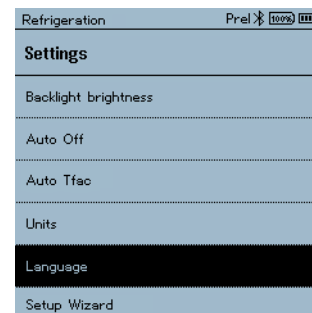 Refrigeration Prel 100%
Settings
Backlight brightness
Auto Off
Auto Tfac
Units
Language
Setup Wizard